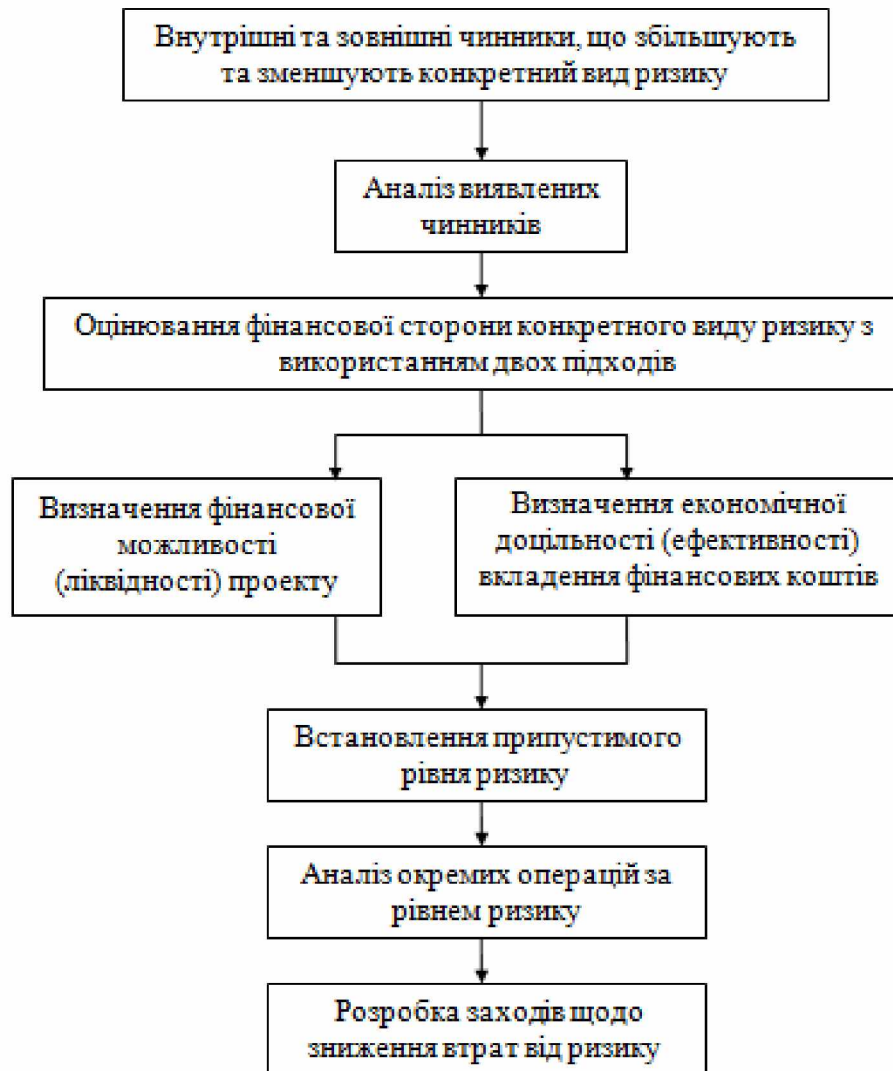 Внутрішні та зовнішні чинники, що збільшують
та зменшують конкретний вид ризику
Аналіз виявлених
чинників
Оцінювання фінансової сторони конкретного виду ризику з
використанням двох підходів
Визначення фінансової
можливості
(ліквідності) проекту
Визначення економічної
доцільності (ефективності)
вкладення фінансових коштів
Встановлення припустимого
рівня ризику
Аналіз окремих операцій за
рівнем ризику
Розробка заходів щодо
зниження втрат від ризику